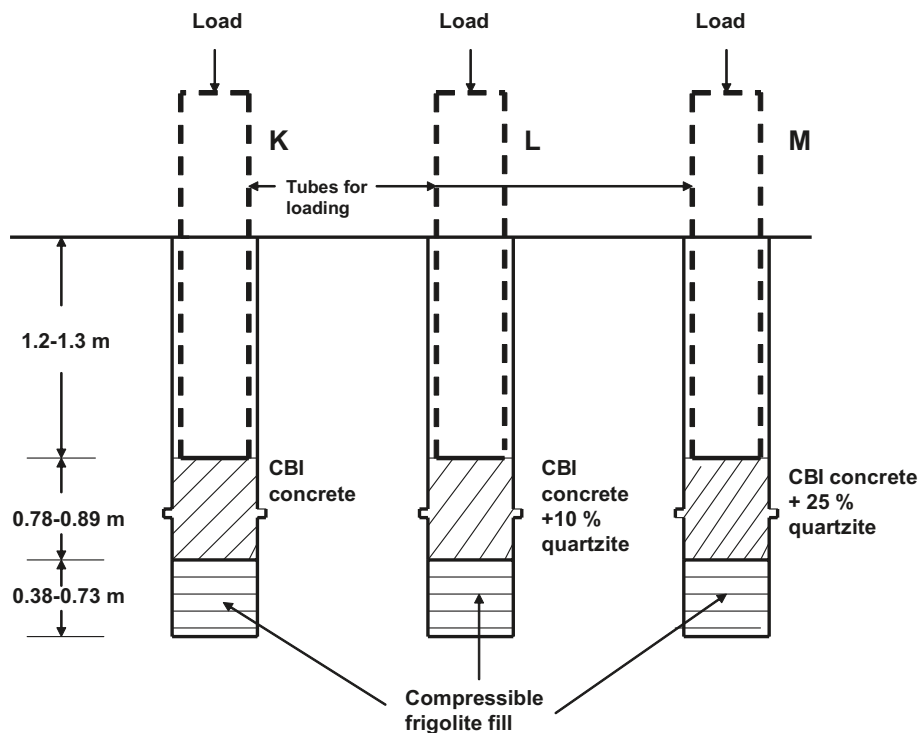 Load
Load
Load
K
L
M
Tubes for
loading
1.2-1.3 m
CBI
concrete
CBI
concrete
+10 %
quartzite
CBI concrete
+ 25 %
quartzite
0.78-0.89 m
0.38-0.73 m
Compressible
frigolite fill